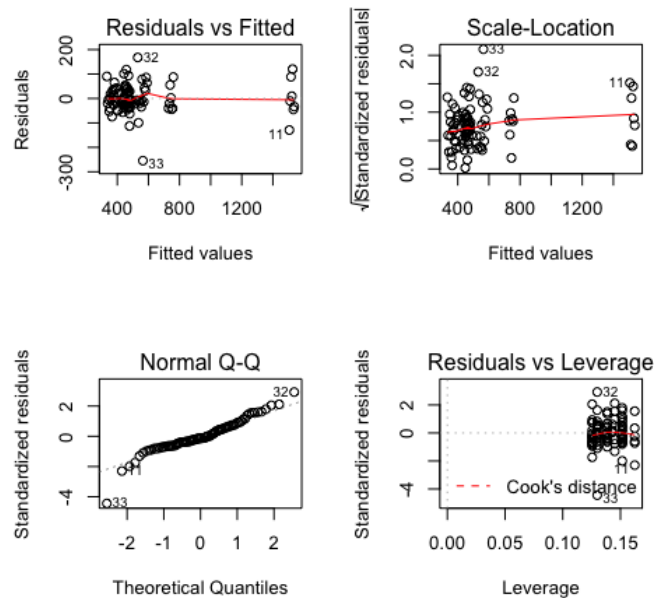 Residuals vs Fitted
Residuals
200
0
-300
32
11
33
400 800 1200
Fitted values
Scale-Location
√|Standardized residuals|
2.0
1.0
0.0
33
32
11
400 800 1200
Fitted values
Normal Q-Q
Standardized residuals
2
0
-4
32
11
33
-2 -1 0 1 2
Theoretical Quantiles
Residuals vs Leverage
Standardized residuals
2
0
-4
32
11
Cook's distance
33
0.00 0.05 0.10 0.15
Leverage